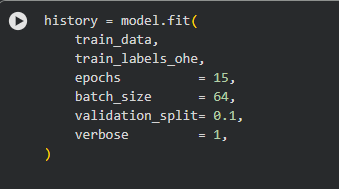 history = model.fit(
    train_data,
    train_labels_ohe,
    epochs          = 15,
    batch_size      = 64,
    validation_split= 0.1,
    verbose         = 1,
)